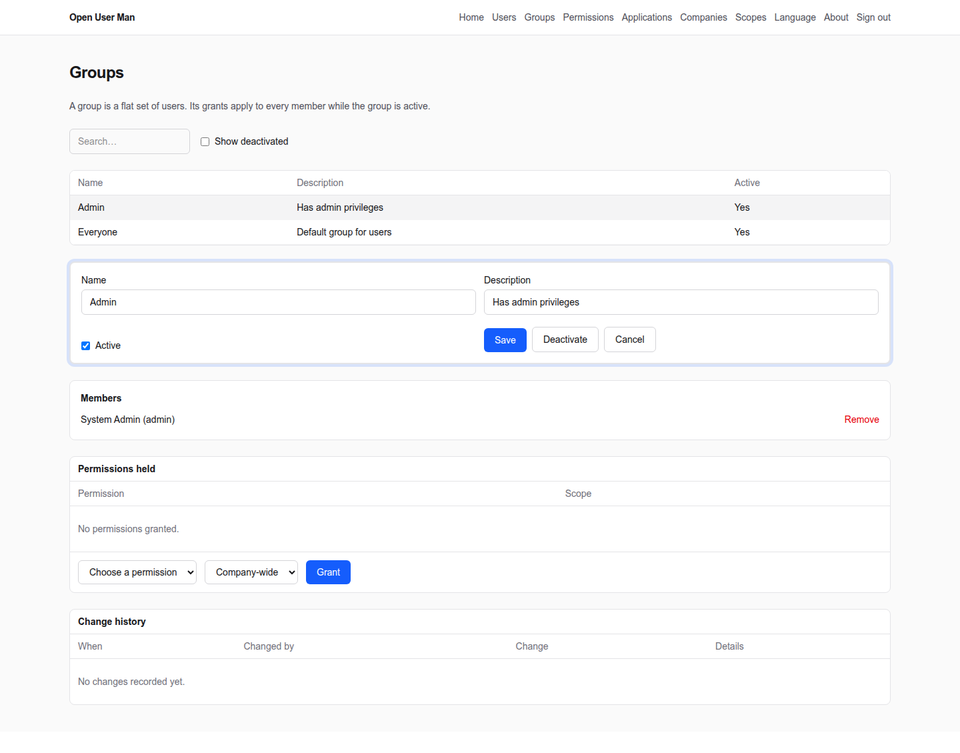 Open User Man Home Users Groups Permissions Applications Companies Scopes Language About Sign out
Groups
A group is a flat set of users. Its grants apply to every member while the group is active.
Search… Show deactivated
Name Description Active
Admin Has admin privileges Yes
Everyone Default group for users Yes
Name Description
Admin Has admin privileges
Active Save Deactivate Cancel
Members
System Admin (admin) Remove
Permissions held
Permission Scope
No permissions granted.
Choose a permission Company-wide Grant
Change history
When Changed by Change Details
No changes recorded yet.